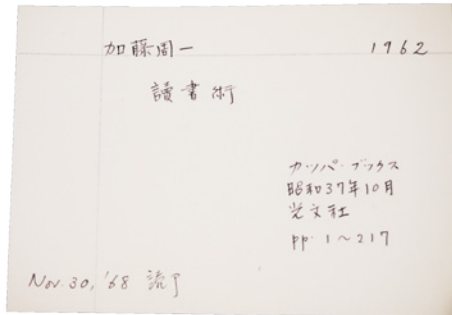 加藤周一 1962
讀書術
カッパ・ブックス
昭和37年10月
光文社
pp. 1～217
Nov. 30, '68 読了